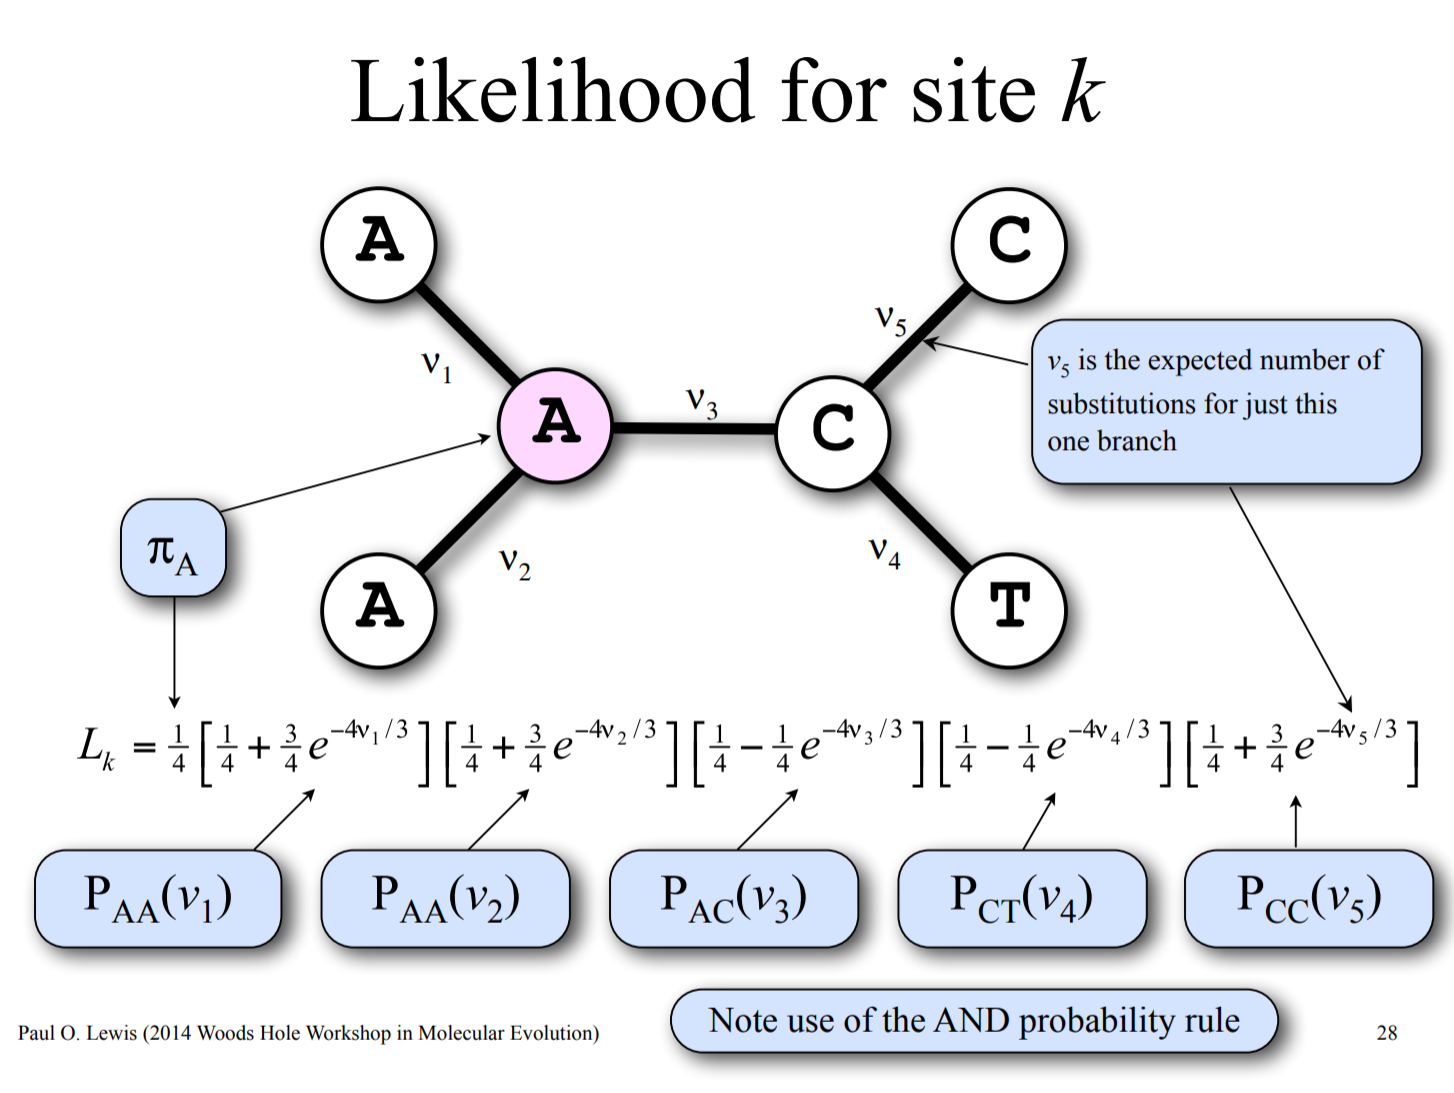 Likelihood for site k
A
C
ν5
ν1
ν5 is the expected number of
substitutions for just this
one branch
A
ν3
C
πA
ν2
ν4
A
T
Lk = 1/4 [1/4 + 3/4 e^−4ν1/3] [1/4 + 3/4 e^−4ν2/3] [1/4 − 1/4 e^−4ν3/3] [1/4 − 1/4 e^−4ν4/3] [1/4 + 3/4 e^−4ν5/3]
PAA(ν1)
PAA(ν2)
PAC(ν3)
PCT(ν4)
PCC(ν5)
Note use of the AND probability rule
Paul O. Lewis (2014 Woods Hole Workshop in Molecular Evolution)
28